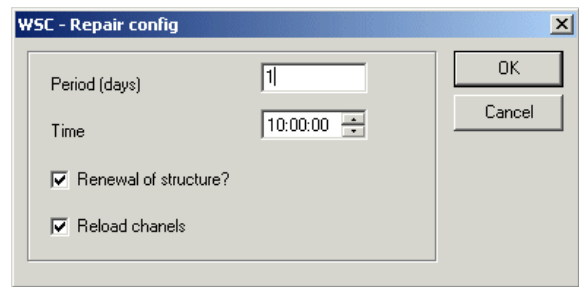 WSC - Repair config
Period (days) 1
OK
Time 10:00:00
Cancel
Renewal of structure?
Reload chanels